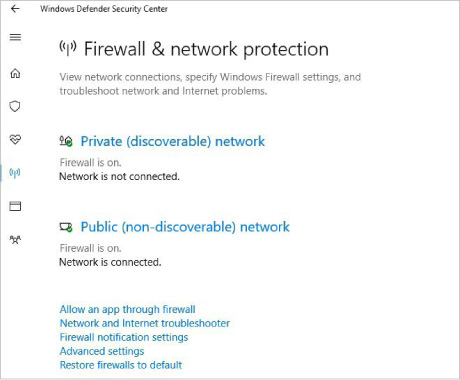 Windows Defender Security Center
Firewall & network protection
View network connections, specify Windows Firewall settings, and
troubleshoot network and Internet problems.
Private (discoverable) network
Firewall is on.
Network is not connected.
Public (non-discoverable) network
Firewall is on.
Network is connected.
Allow an app through firewall
Network and Internet troubleshooter
Firewall notification settings
Advanced settings
Restore firewalls to default